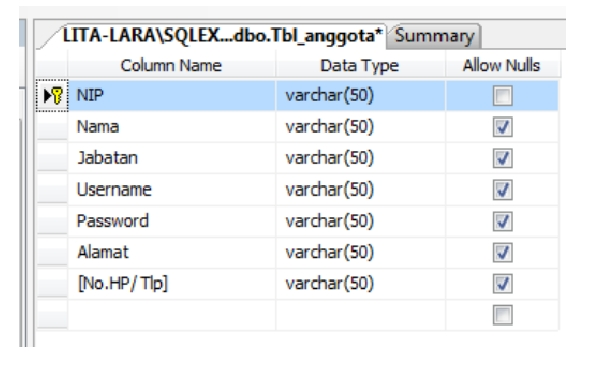 LITA-LARA\SQLEX...dbo.Tbl_anggota* Summary
Column Name Data Type Allow Nulls
NIP varchar(50)
Nama varchar(50)
Jabatan varchar(50)
Username varchar(50)
Password varchar(50)
Alamat varchar(50)
[No.HP/Tlp] varchar(50)